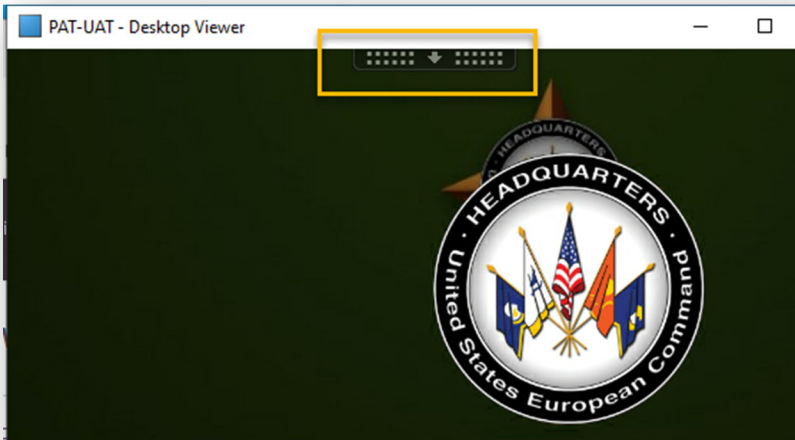 PAT-UAT - Desktop Viewer
HEADQUARTERS
· HEADQUARTERS ·
United States European Command